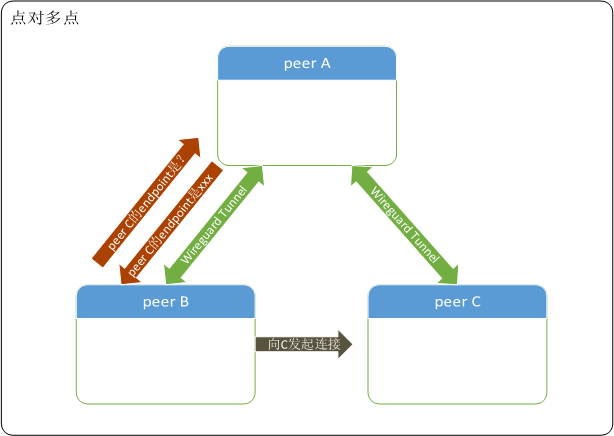 点对多点
peer A
peer C的endpoint是？
peer C的endpoint是xxx
Wireguard Tunnel
Wireguard Tunnel
peer B
peer C
向C发起连接